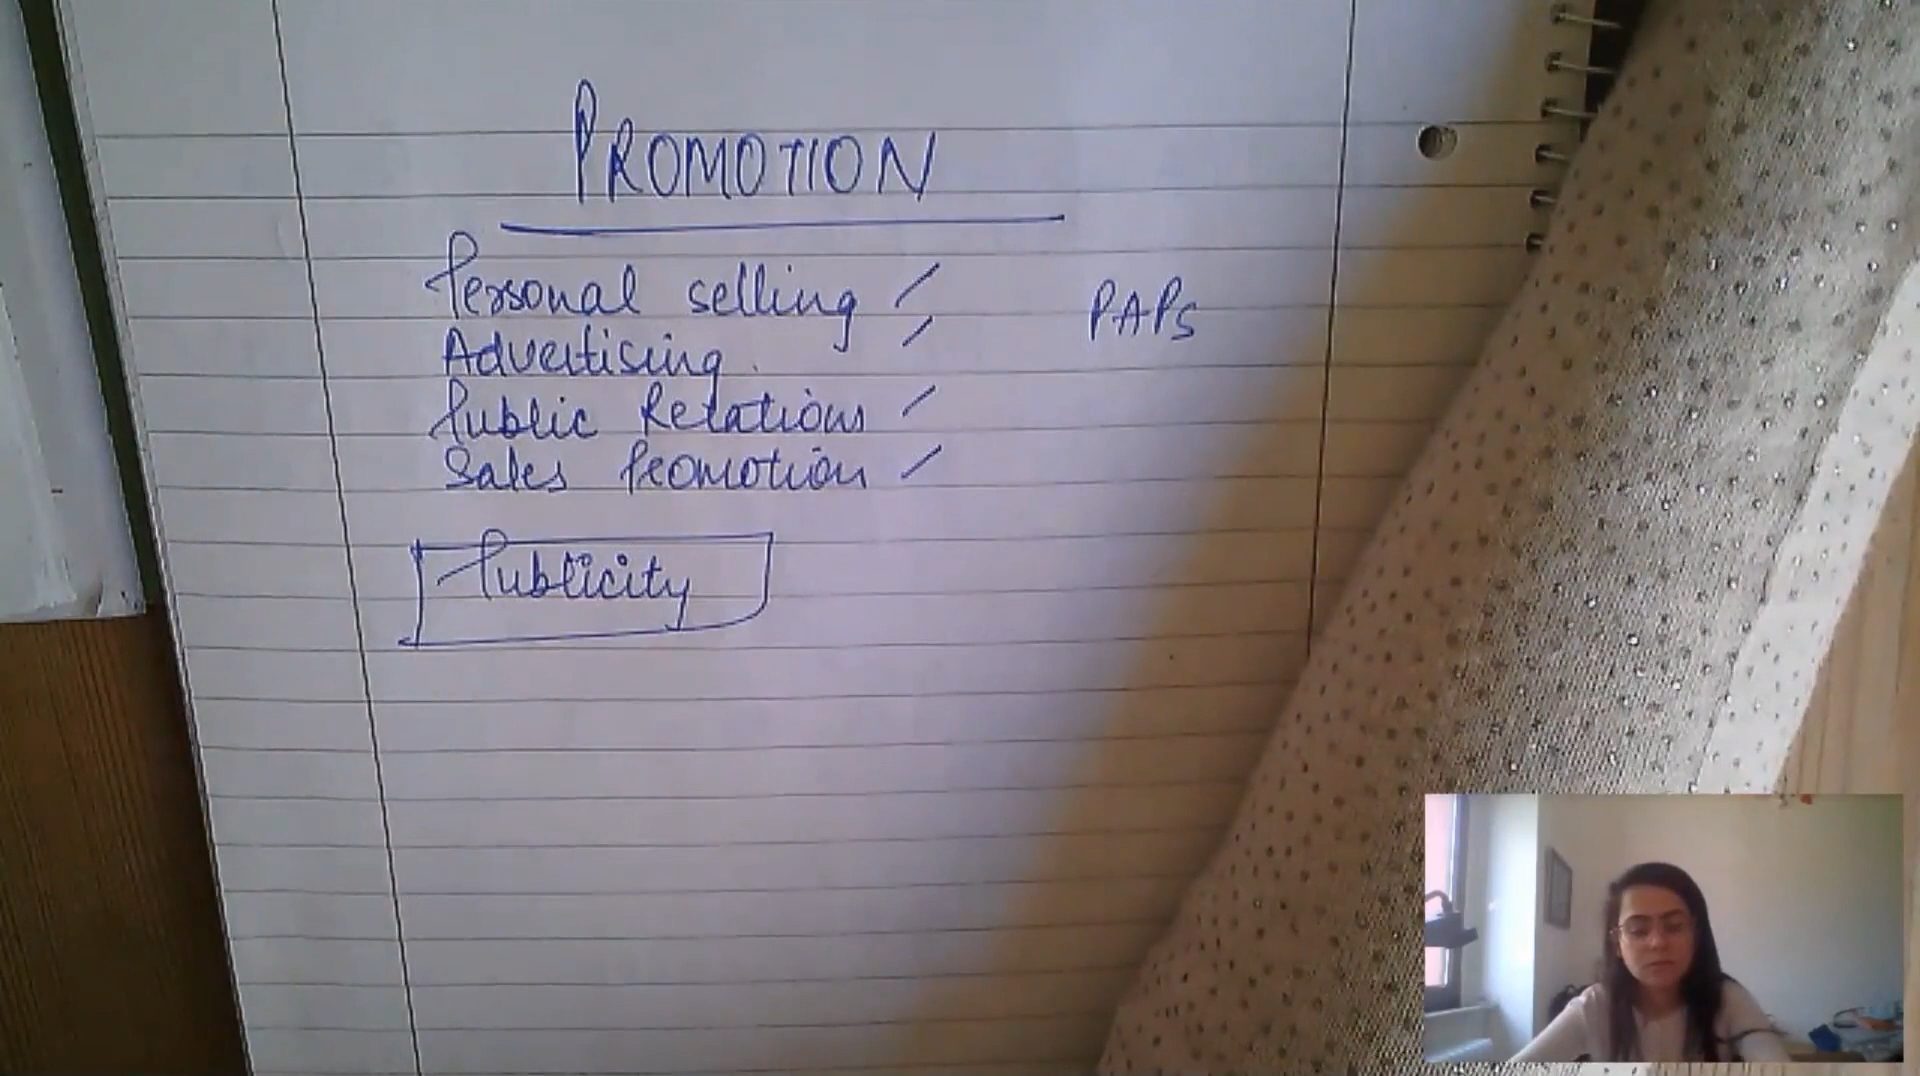 PROMOTION
Personal selling
PAPs
Advertising.
Public Relations
Sales Promotion
Publicity